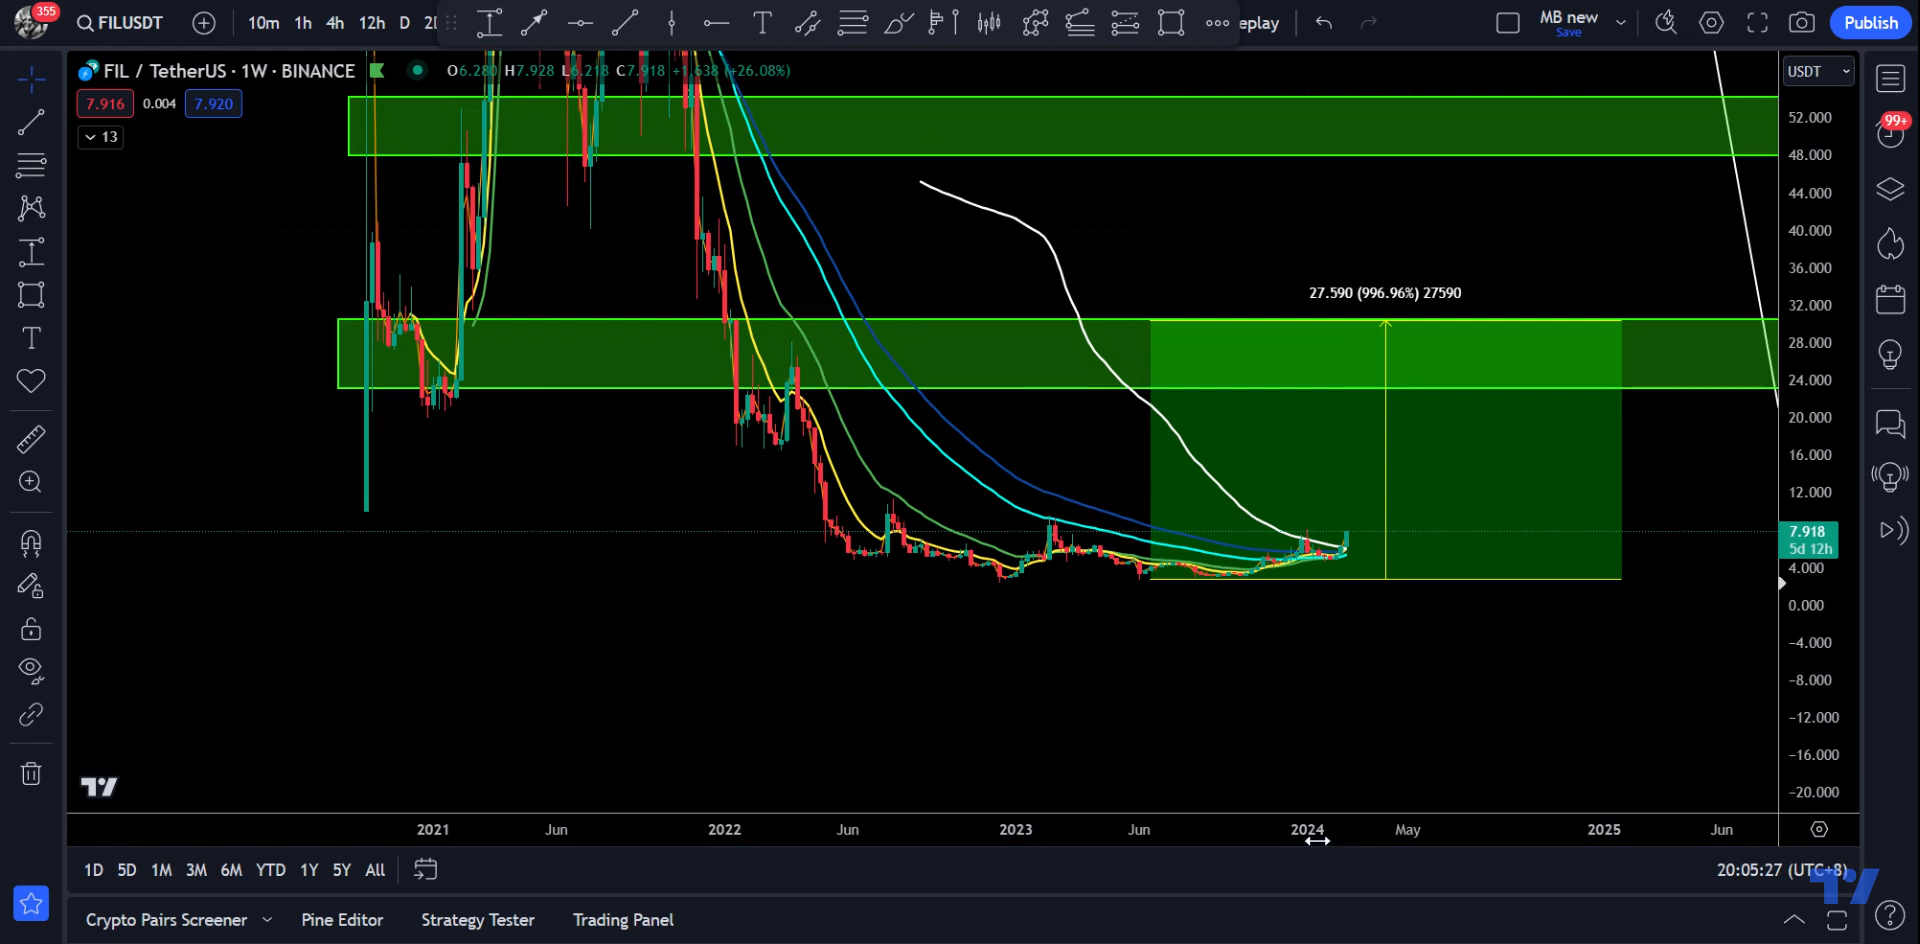 355
FILUSDT
10m 1h 4h 12h D
T
eplay
MB new
Save
Publish
FIL / TetherUS · 1W · BINANCE
O6.280 H7.928 L6.218 C7.918 +1.638 (+26.08%)
USDT
7.916 0.004 7.920
13
99+
27.590 (996.96%) 27590
52.000
48.000
44.000
40.000
36.000
32.000
28.000
24.000
20.000
16.000
12.000
7.918
5d 12h
4.000
0.000
−4.000
−8.000
−12.000
−16.000
−20.000
2021 Jun 2022 Jun 2023 Jun 2024 May 2025 Jun
1D 5D 1M 3M 6M YTD 1Y 5Y All
20:05:27 (UTC+8)
Crypto Pairs Screener Pine Editor Strategy Tester Trading Panel